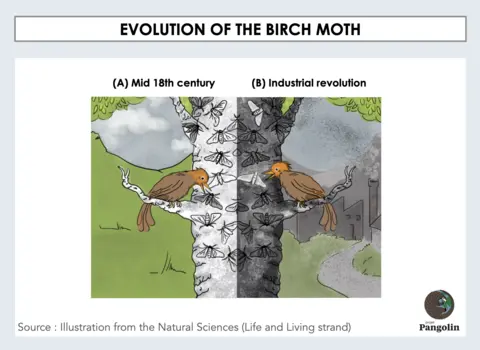 EVOLUTION OF THE BIRCH MOTH
(A) Mid 18th century
(B) Industrial revolution
Source : Illustration from the Natural Sciences (Life and Living strand)
Pangolin